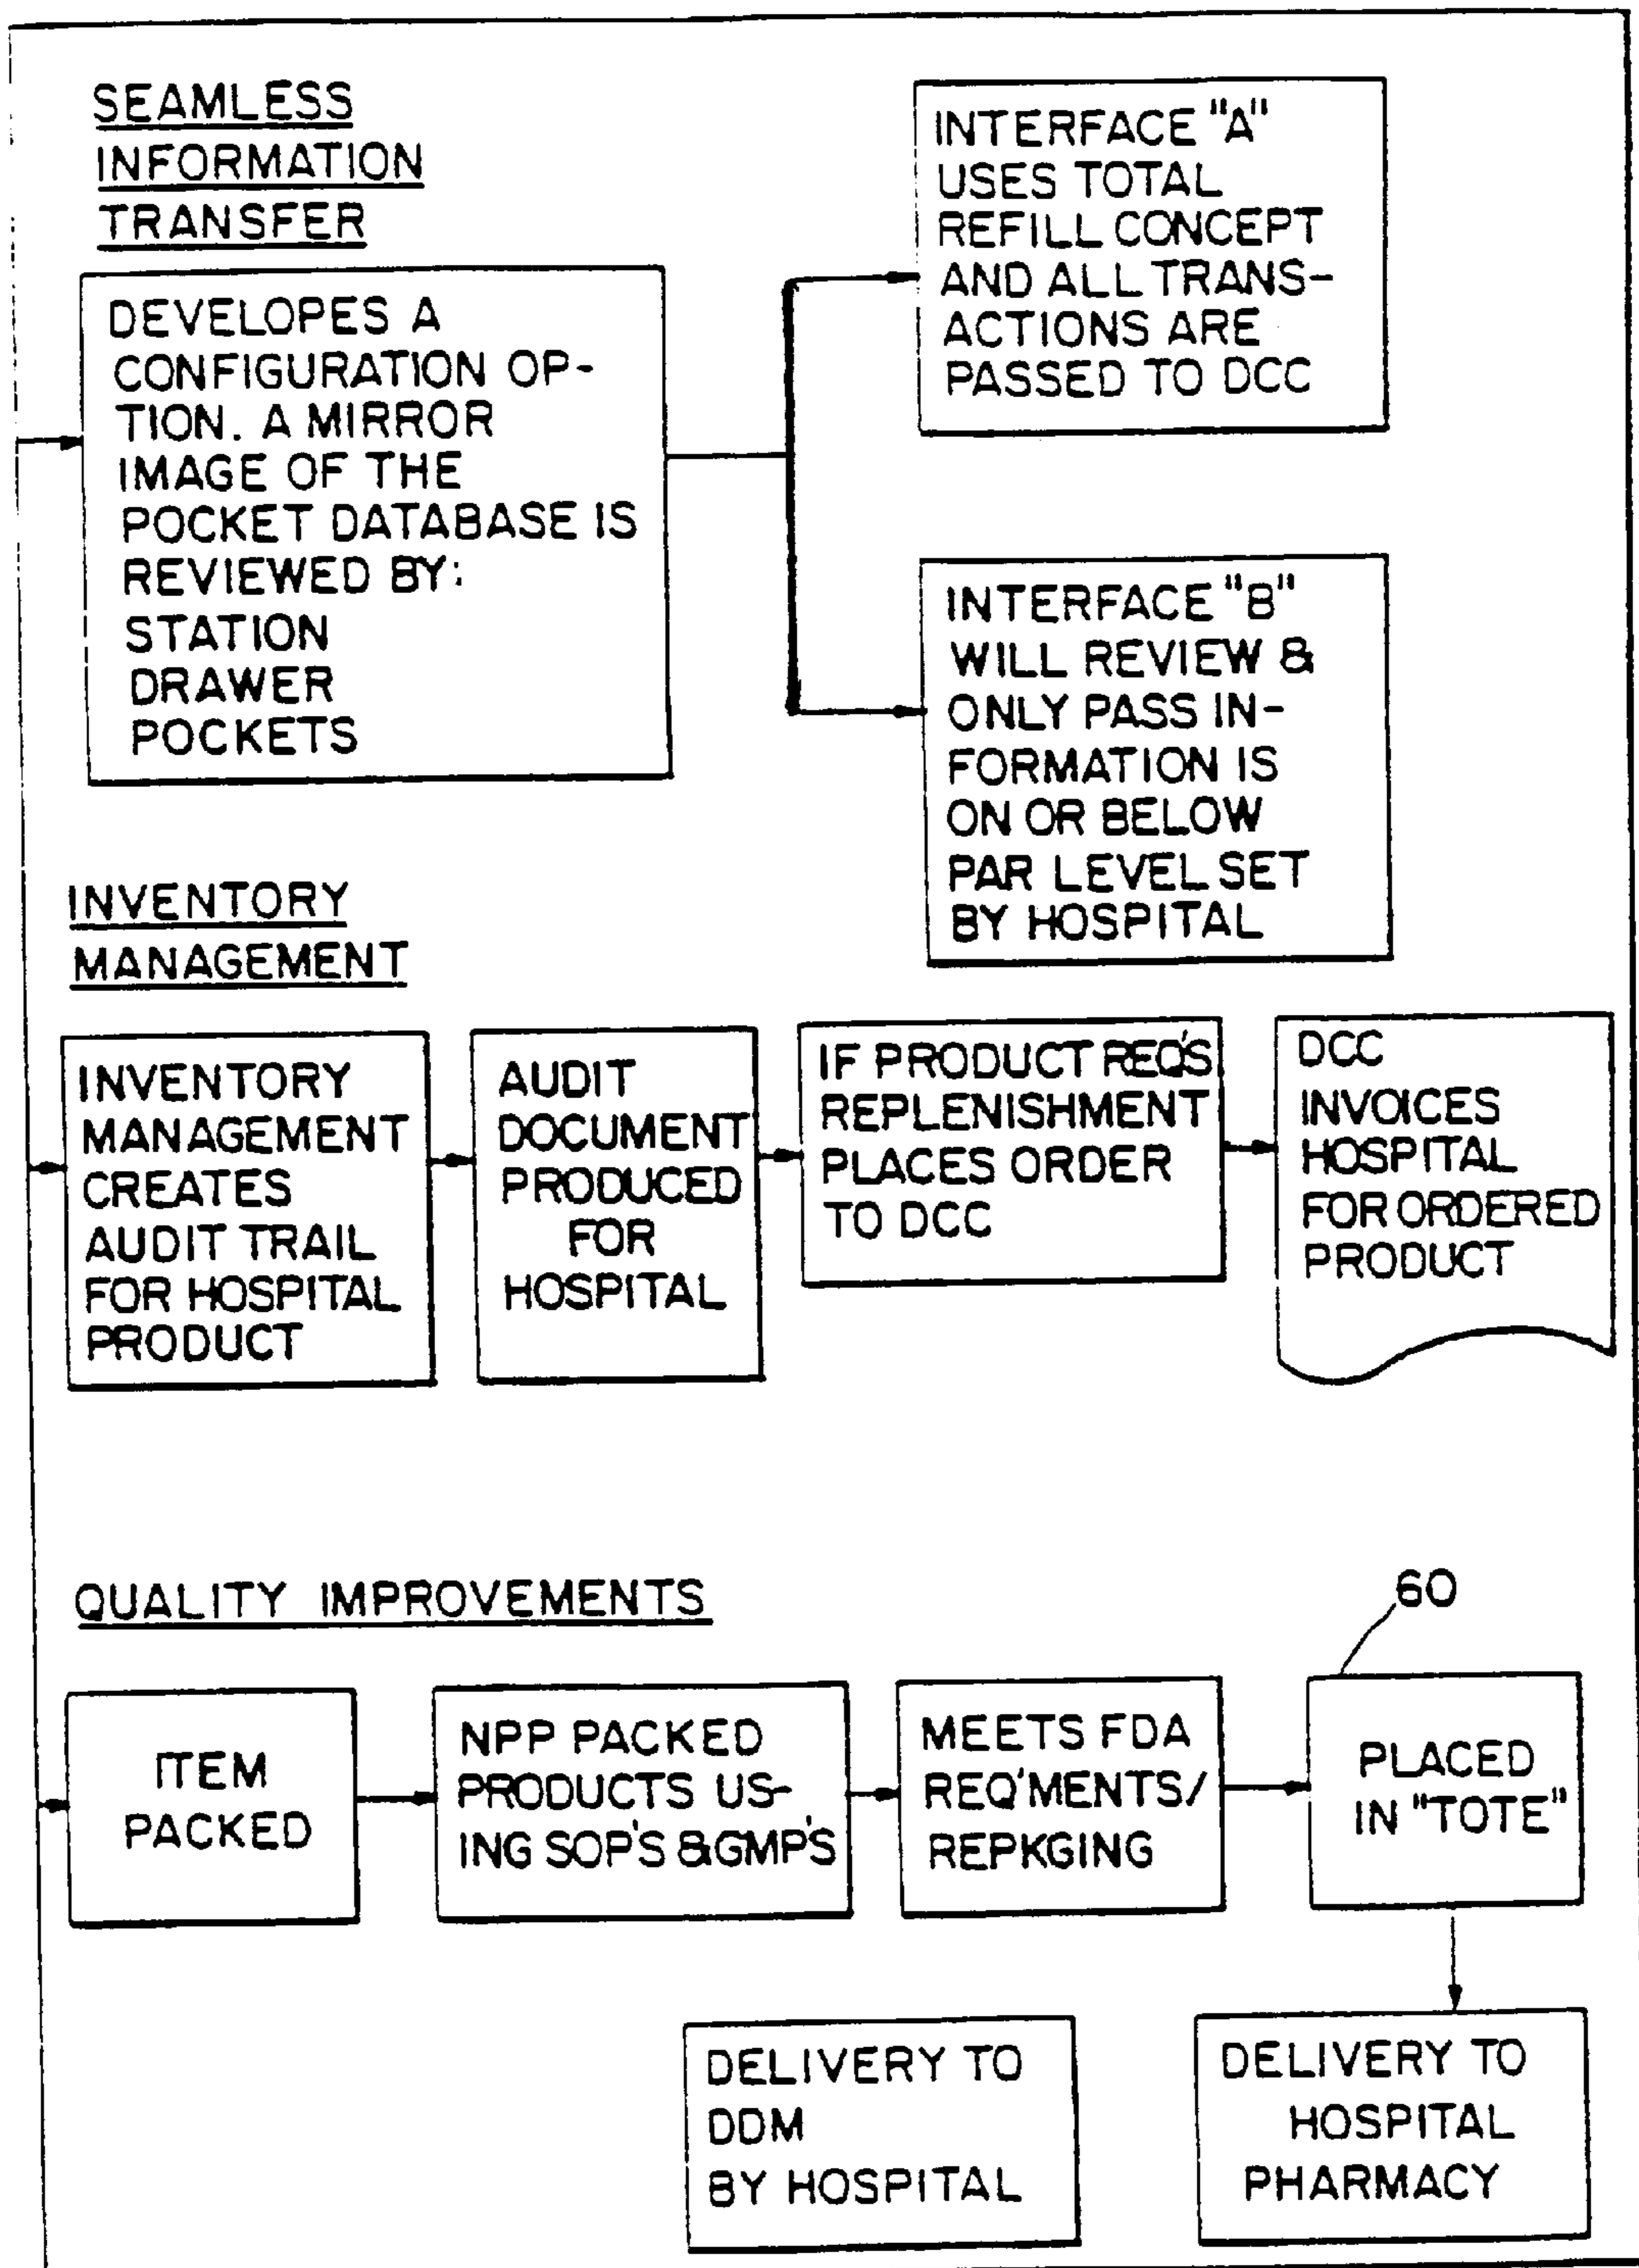 SEAMLESS
INFORMATION
TRANSFER
DEVELOPES A
CONFIGURATION OP-
TION. A MIRROR
IMAGE OF THE
POCKET DATABASE IS
REVIEWED BY:
STATION
DRAWER
POCKETS
INTERFACE "A"
USES TOTAL
REFILL CONCEPT
AND ALL TRANS-
ACTIONS ARE
PASSED TO DCC
INTERFACE "B"
WILL REVIEW &
ONLY PASS IN-
FORMATION IS
ON OR BELOW
PAR LEVEL SET
BY HOSPITAL
INVENTORY
MANAGEMENT
INVENTORY
MANAGEMENT
CREATES
AUDIT TRAIL
FOR HOSPITAL
PRODUCT
AUDIT
DOCUMENT
PRODUCED
FOR
HOSPITAL
IF PRODUCT REQ'S
REPLENISHMENT
PLACES ORDER
TO DCC
DCC
INVOICES
HOSPITAL
FOR ORDERED
PRODUCT
QUALITY IMPROVEMENTS
60
ITEM
PACKED
NPP PACKED
PRODUCTS US-
ING SOP'S & GMP'S
MEETS FDA
REQ'MENTS/
REPKGING
PLACED
IN "TOTE"
DELIVERY TO
DDM
BY HOSPITAL
DELIVERY TO
HOSPITAL
PHARMACY